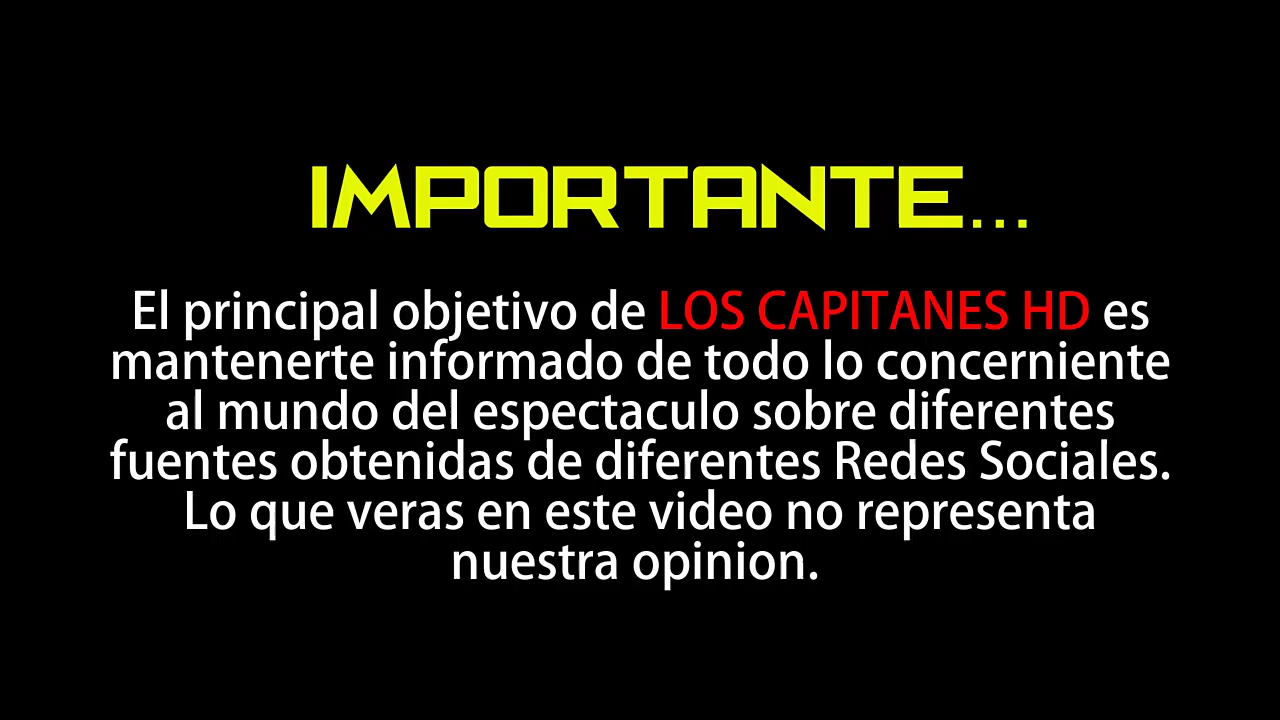 IMPORTANTE...
El principal objetivo de LOS CAPITANES HD es
mantenerte informado de todo lo concerniente
al mundo del espectaculo sobre diferentes
fuentes obtenidas de diferentes Redes Sociales.
Lo que veras en este video no representa
nuestra opinion.